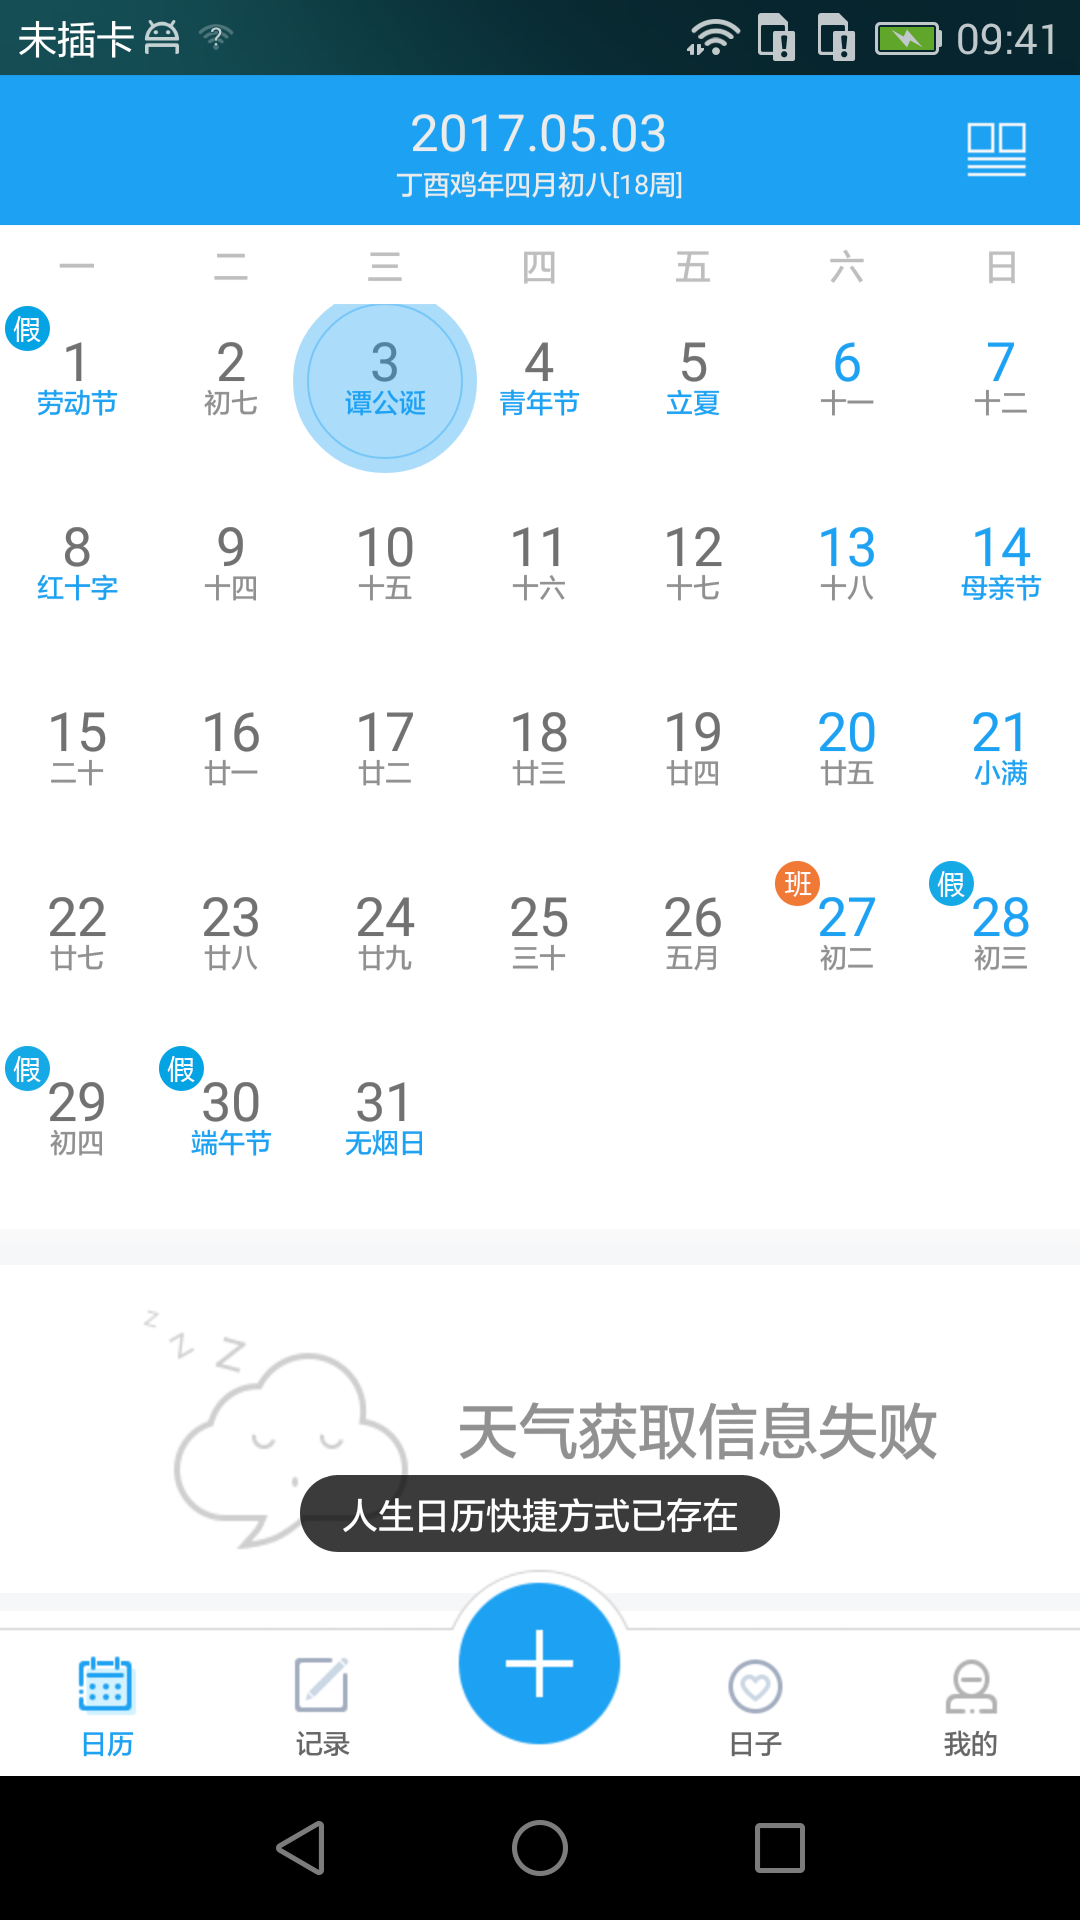 未插卡 09:41
2017.05.03
丁酉鸡年四月初八[18周]
一 二 三 四 五 六 日
假
1 2 3 4 5 6 7
劳动节 初七 谭公诞 青年节 立夏 十一 十二
8 9 10 11 12 13 14
红十字 十四 十五 十六 十七 十八 母亲节
15 16 17 18 19 20 21
二十 廿一 廿二 廿三 廿四 廿五 小满
班 假
22 23 24 25 26 27 28
廿七 廿八 廿九 三十 五月 初二 初三
假 假
29 30 31
初四 端午节 无烟日
z z Z
天气获取信息失败
人生日历快捷方式已存在
日历 记录 日子 我的